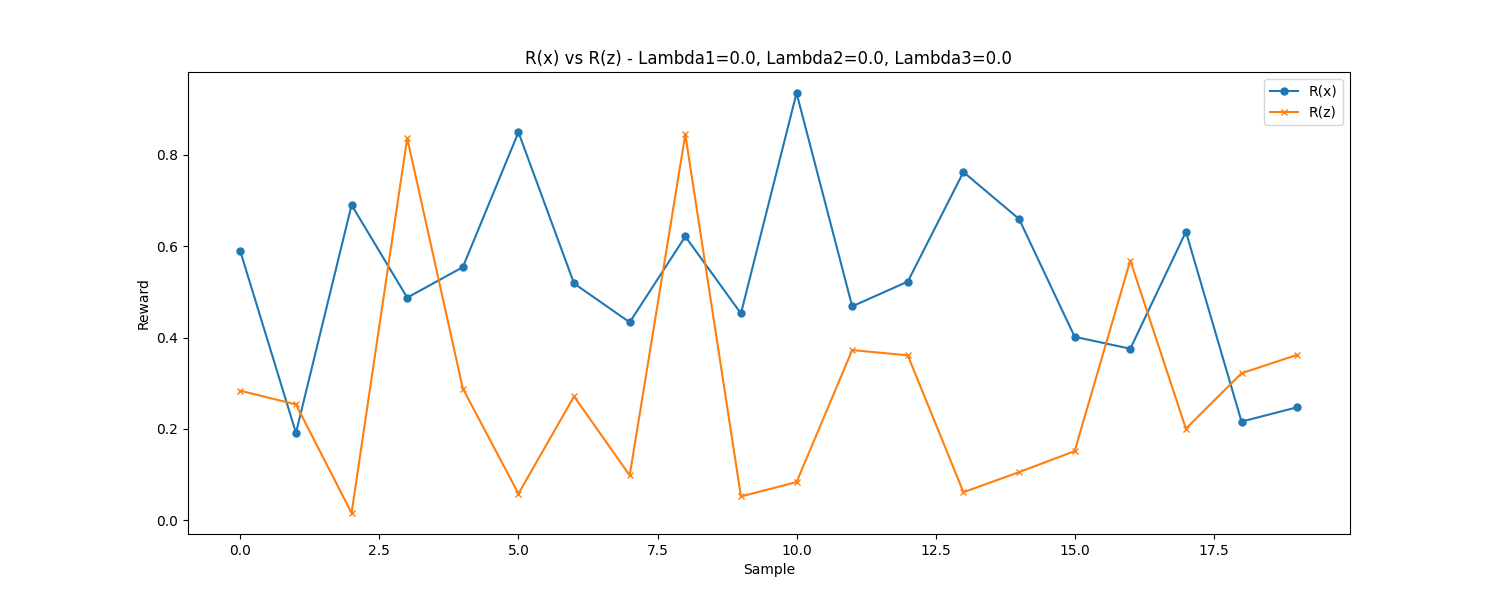 R(x) vs R(z) - Lambda1=0.0, Lambda2=0.0, Lambda3=0.0
R(x)
R(z)
Reward
0.8
0.6
0.4
0.2
0.0
0.0 2.5 5.0 7.5 10.0 12.5 15.0 17.5
Sample